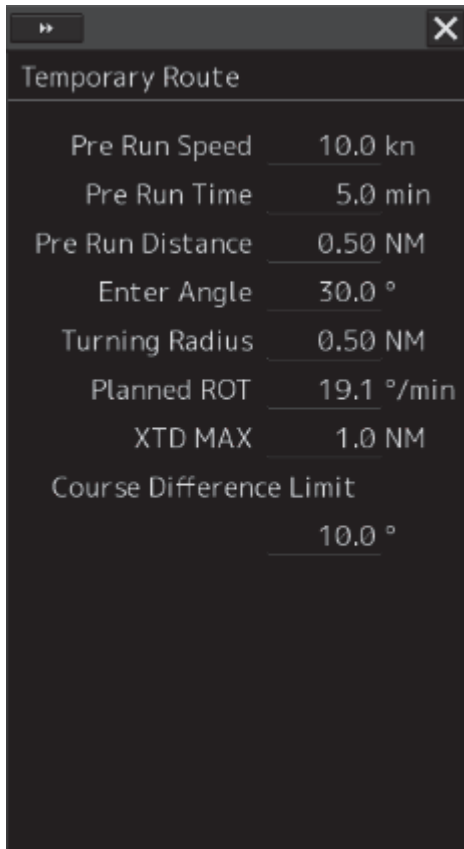 Temporary Route
Pre Run Speed 10.0 kn
Pre Run Time 5.0 min
Pre Run Distance 0.50 NM
Enter Angle 30.0 °
Turning Radius 0.50 NM
Planned ROT 19.1 °/min
XTD MAX 1.0 NM
Course Difference Limit
10.0 °